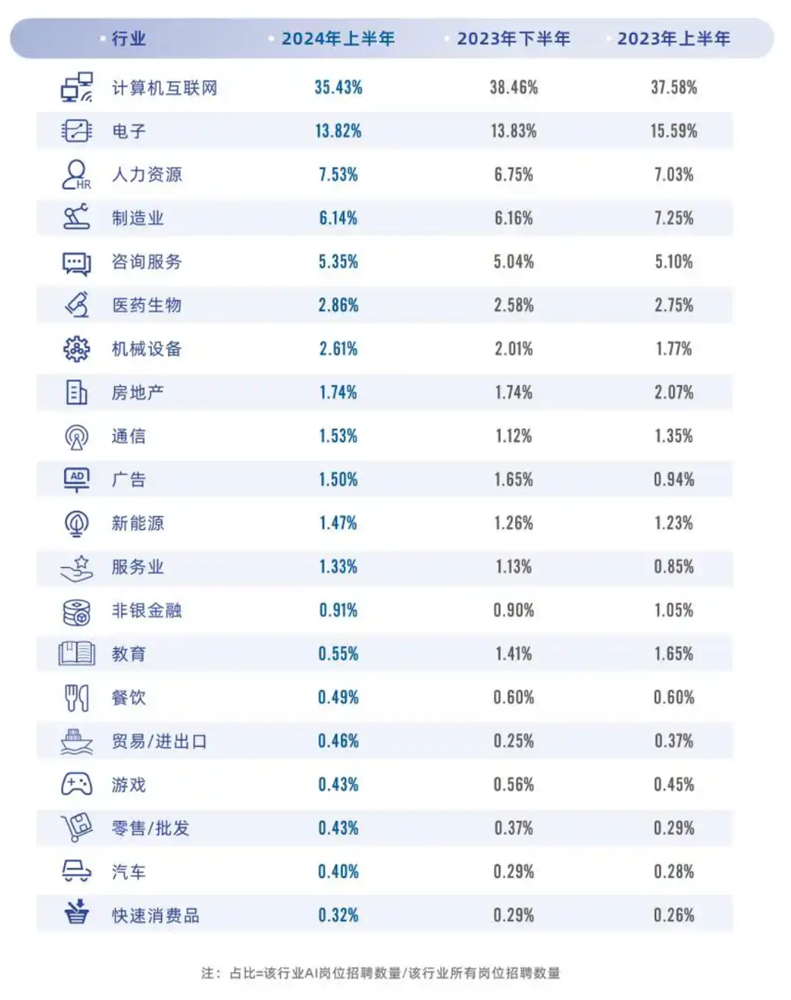 行业 2024年上半年 2023年下半年 2023年上半年
计算机互联网 35.43% 38.46% 37.58%
电子 13.82% 13.83% 15.59%
HR 人力资源 7.53% 6.75% 7.03%
制造业 6.14% 6.16% 7.25%
咨询服务 5.35% 5.04% 5.10%
医药生物 2.86% 2.58% 2.75%
机械设备 2.61% 2.01% 1.77%
房地产 1.74% 1.74% 2.07%
通信 1.53% 1.12% 1.35%
AD 广告 1.50% 1.65% 0.94%
新能源 1.47% 1.26% 1.23%
服务业 1.33% 1.13% 0.85%
非银金融 0.91% 0.90% 1.05%
教育 0.55% 1.41% 1.65%
餐饮 0.49% 0.60% 0.60%
贸易/进出口 0.46% 0.25% 0.37%
游戏 0.43% 0.56% 0.45%
零售/批发 0.43% 0.37% 0.29%
汽车 0.40% 0.29% 0.28%
快速消费品 0.32% 0.29% 0.26%
注：占比=该行业AI岗位招聘数量/该行业所有岗位招聘数量